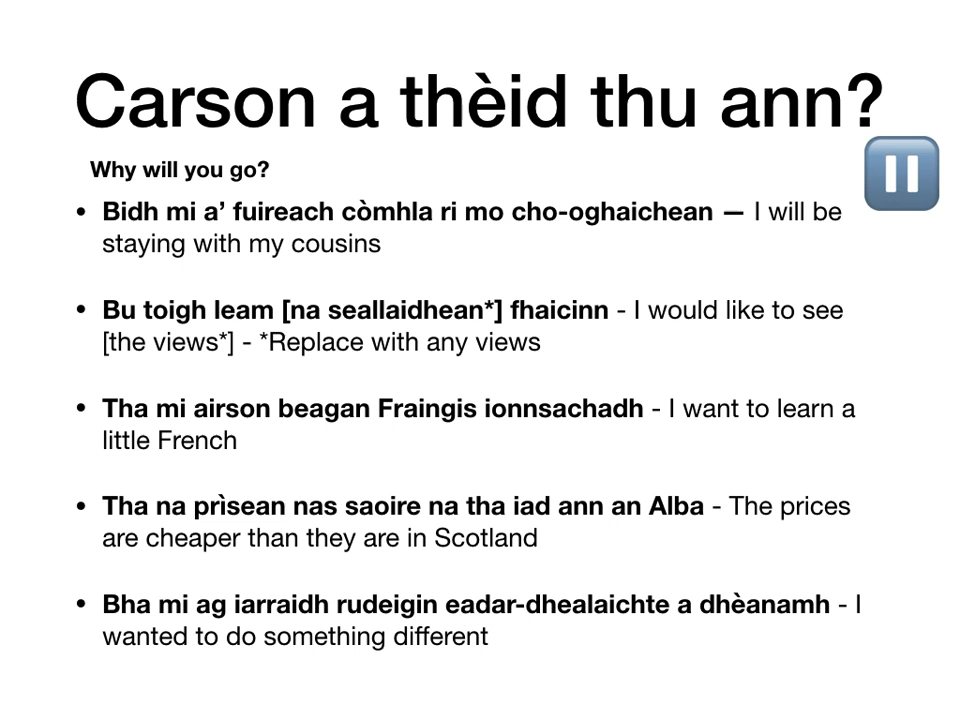 Carson a thèid thu ann?
Why will you go?
• Bidh mi a’ fuireach còmhla ri mo cho-oghaichean — I will be
staying with my cousins
• Bu toigh leam [na seallaidhean*] fhaicinn - I would like to see
[the views*] - *Replace with any views
• Tha mi airson beagan Fraingis ionnsachadh - I want to learn a
little French
• Tha na prìsean nas saoire na tha iad ann an Alba - The prices
are cheaper than they are in Scotland
• Bha mi ag iarraidh rudeigin eadar-dhealaichte a dhèanamh - I
wanted to do something different